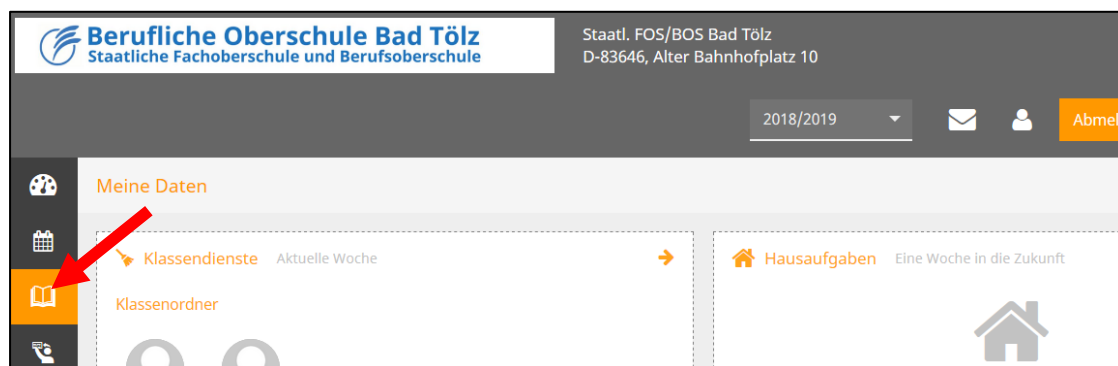 Berufliche Oberschule Bad Tölz
Staatliche Fachoberschule und Berufsoberschule
Staatl. FOS/BOS Bad Tölz
D-83646, Alter Bahnhofplatz 10
2018/2019
Abmel
Meine Daten
Klassendienste Aktuelle Woche
Hausaufgaben Eine Woche in die Zukunft
Klassenordner